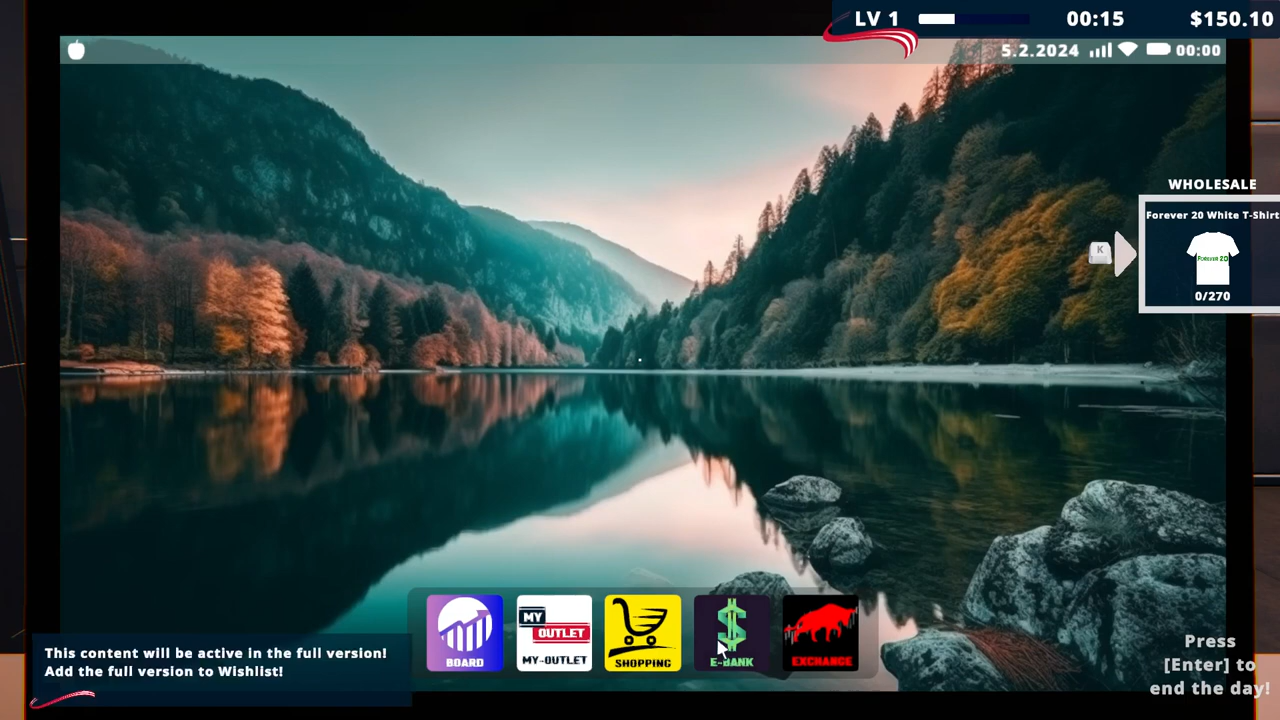 LV 1
00:15
$150.10
5.2.2024
00:00
WHOLESALE
Forever 20 White T-Shirt
K
FOREVER 20
0/270
BOARD
MY
OUTLET
MY-OUTLET
SHOPPING
E-BANK
EXCHANGE
This content will be active in the full version!
Add the full version to Wishlist!
Press
[Enter] to
end the day!